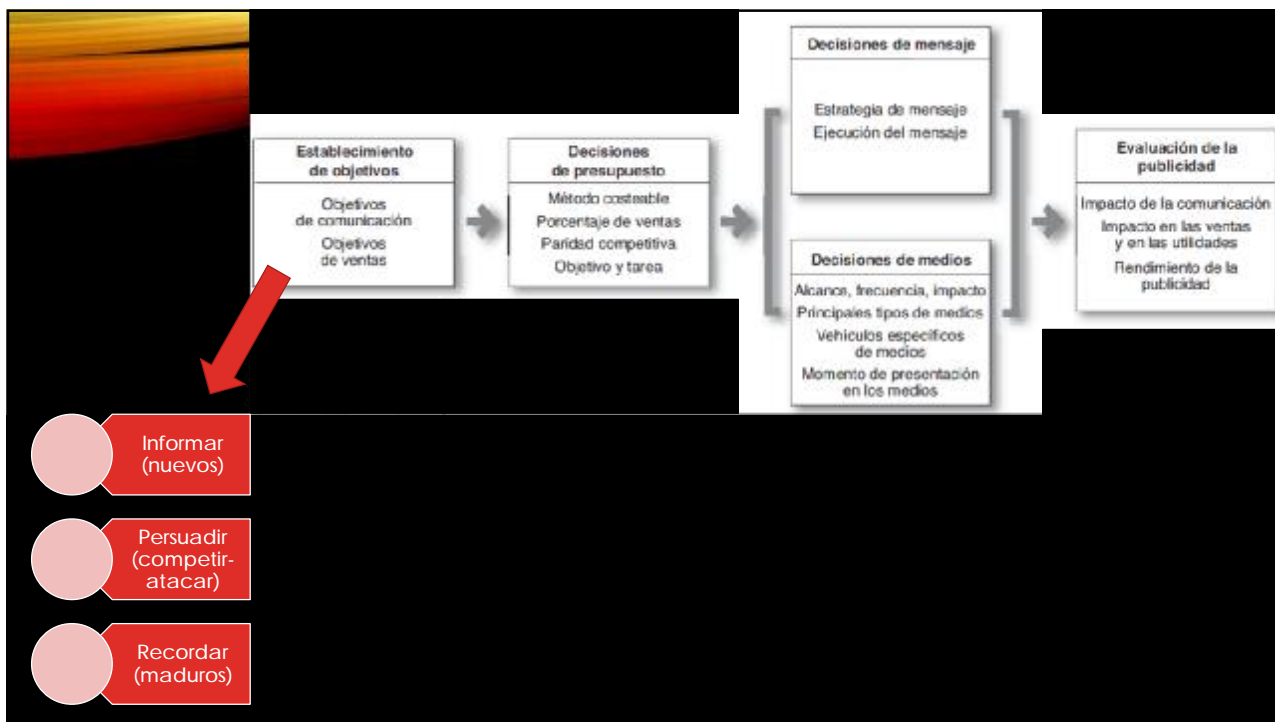 Establecimiento
de objetivos
Objetivos
de comunicación
Objetivos
de ventas
Decisiones
de presupuesto
Método costeable
Porcentaje de ventas
Paridad competitiva
Objetivo y tarea
Decisiones de mensaje
Estrategia de mensaje
Ejecución del mensaje
Decisiones de medios
Alcance, frecuencia, impacto
Principales tipos de medios
Vehículos específicos
de medios
Momento de presentación
en los medios
Evaluación de la
publicidad
Impacto de la comunicación
Impacto en las ventas
y en las utilidades
Rendimiento de la
publicidad
Informar
(nuevos)
Persuadir
(competir-
atacar)
Recordar
(maduros)